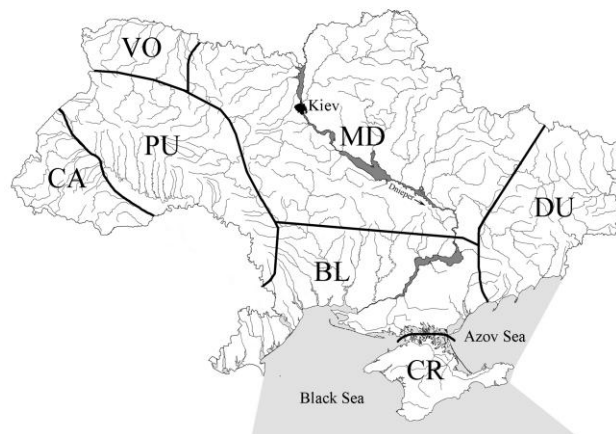 VO
Kiev
PU
MD
CA
Dnieper
DU
BL
Azov Sea
CR
Black Sea